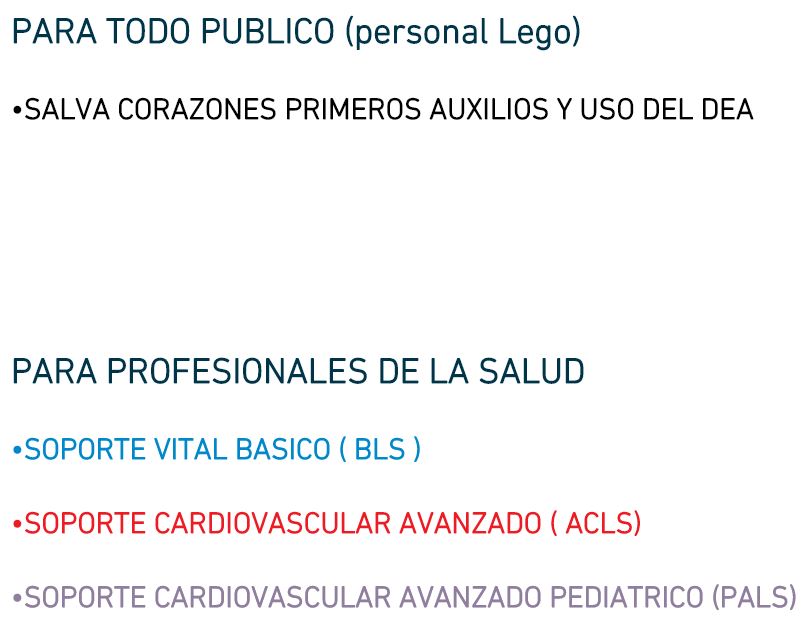 PARA TODO PUBLICO (personal Lego)
•SALVA CORAZONES PRIMEROS AUXILIOS Y USO DEL DEA
PARA PROFESIONALES DE LA SALUD
•SOPORTE VITAL BASICO ( BLS )
•SOPORTE CARDIOVASCULAR AVANZADO ( ACLS)
•SOPORTE CARDIOVASCULAR AVANZADO PEDIATRICO (PALS)